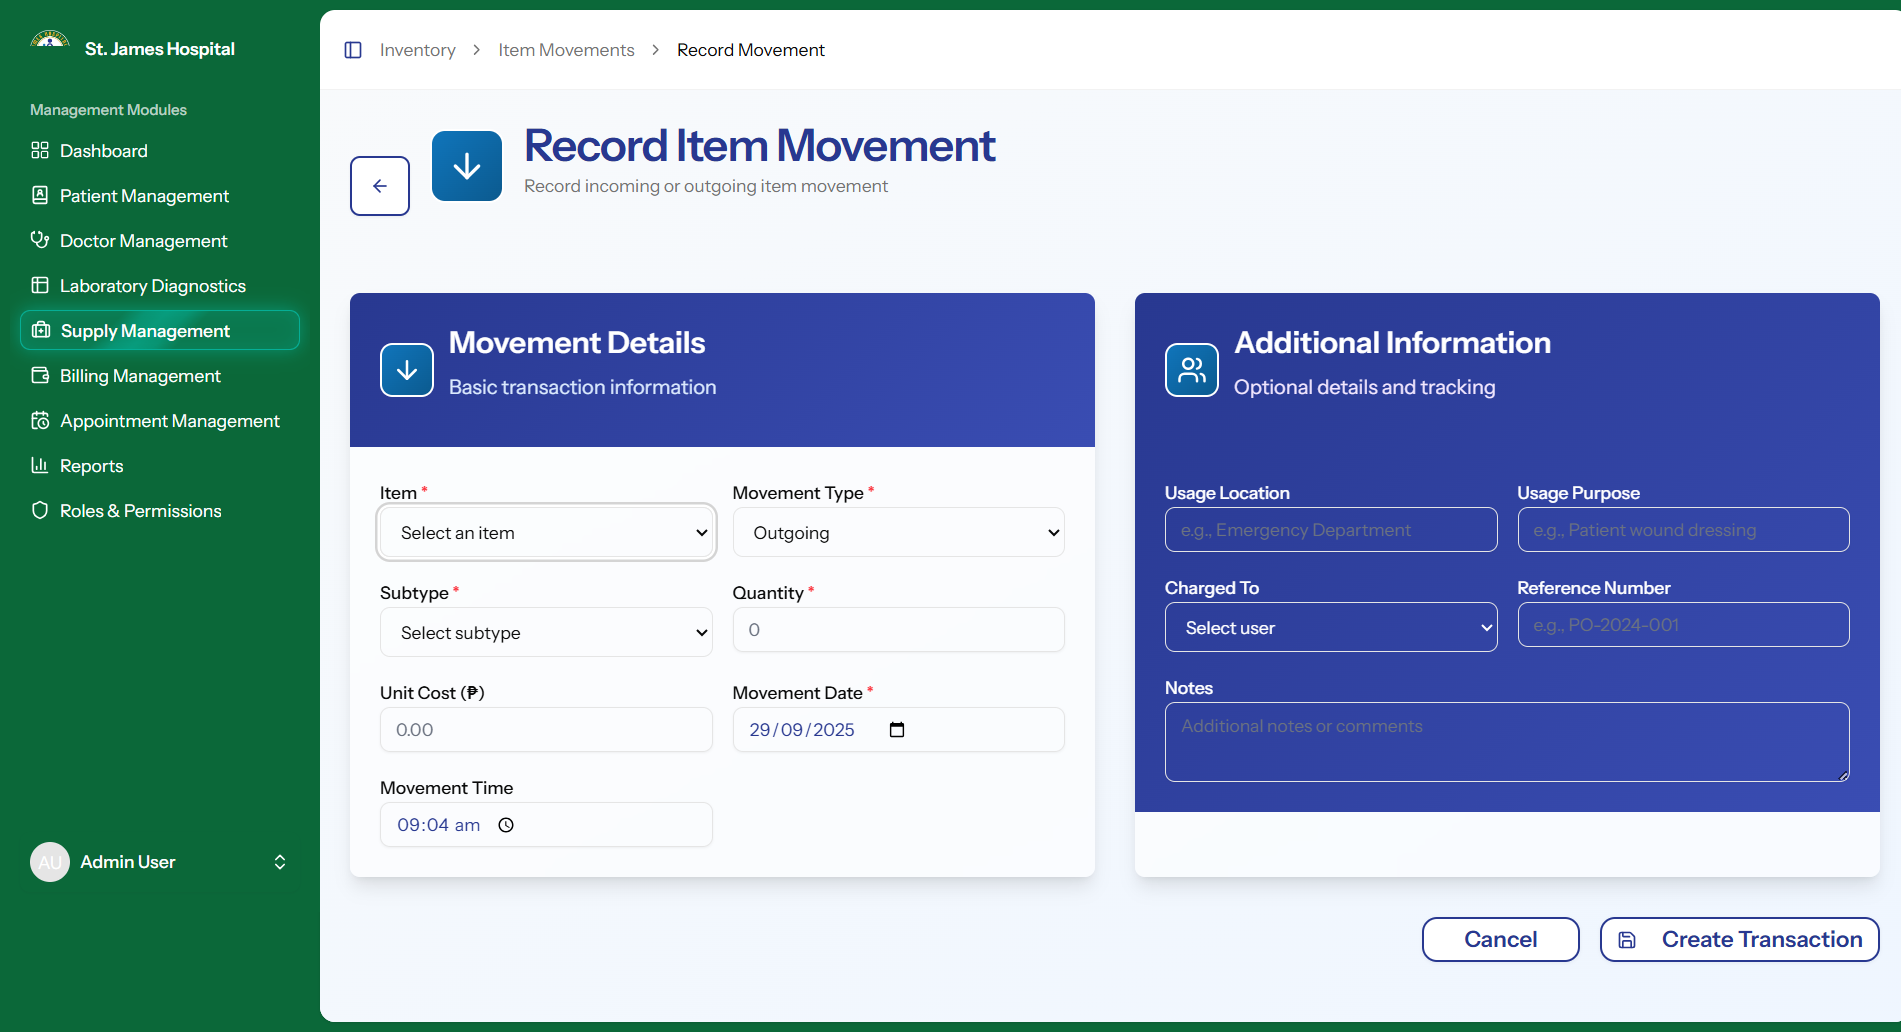 St. James Hospital
Management Modules
Dashboard
Patient Management
Doctor Management
Laboratory Diagnostics
Supply Management
Billing Management
Appointment Management
Reports
Roles & Permissions
AU
Admin User
Inventory > Item Movements > Record Movement
Record Item Movement
Record incoming or outgoing item movement
Movement Details
Basic transaction information
Item *
Select an item
Movement Type *
Outgoing
Subtype *
Select subtype
Quantity *
0
Unit Cost (₱)
0.00
Movement Date *
29/09/2025
Movement Time
09:04 am
Additional Information
Optional details and tracking
Usage Location
e.g., Emergency Department
Usage Purpose
e.g., Patient wound dressing
Charged To
Select user
Reference Number
e.g., PO-2024-001
Notes
Additional notes or comments
Cancel
Create Transaction